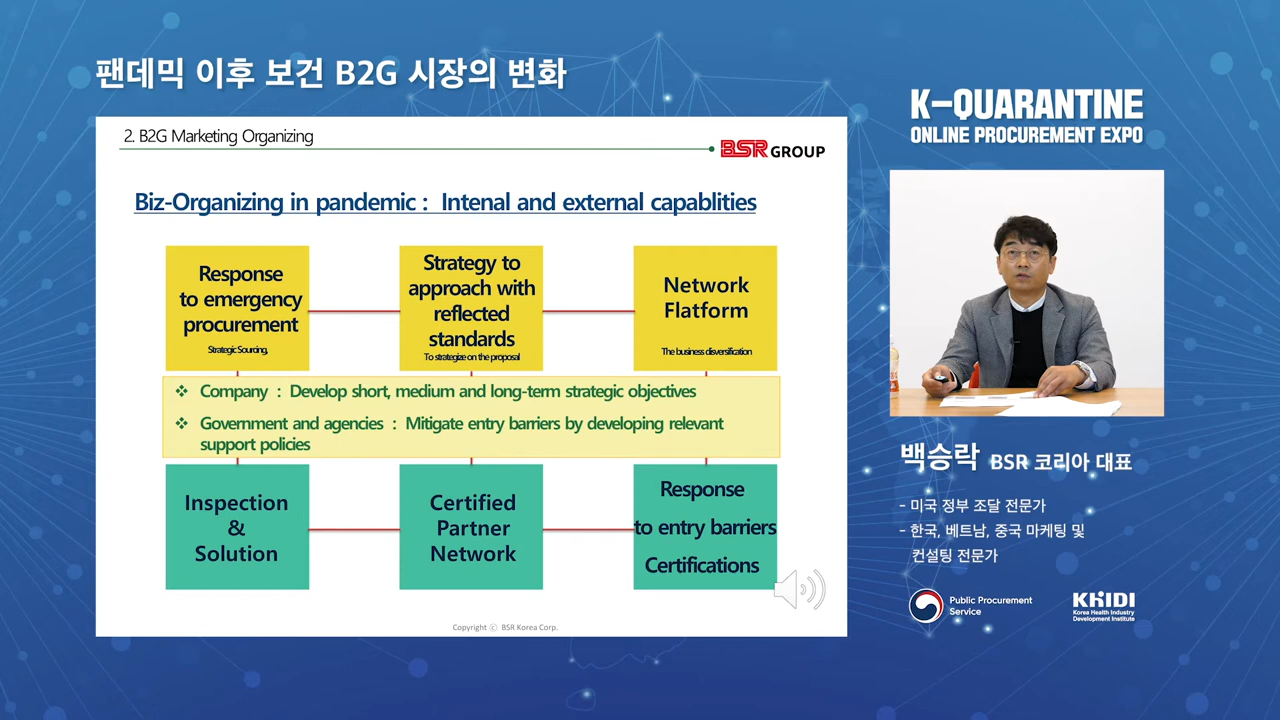 팬데믹 이후 보건 B2G 시장의 변화
2. B2G Marketing Organizing
BSR GROUP
Biz-Organizing in pandemic : Intenal and external capablities
Response
to emergency
procurement
Strategic Sourcing,
Strategy to
approach with
reflected
standards
To strategize on the proposal
Network
Flatform
The business disversification
❖ Company : Develop short, medium and long-term strategic objectives
❖ Government and agencies : Mitigate entry barriers by developing relevant
support policies
Inspection
&
Solution
Certified
Partner
Network
Response
to entry barriers
Certifications
Copyright ⓒ BSR Korea Corp.
K-QUARANTINE
ONLINE PROCUREMENT EXPO
백승락 BSR 코리아 대표
- 미국 정부 조달 전문가
- 한국, 베트남, 중국 마케팅 및
컨설팅 전문가
Public Procurement
Service
KHIDI
Korea Health Industry
Development Institute